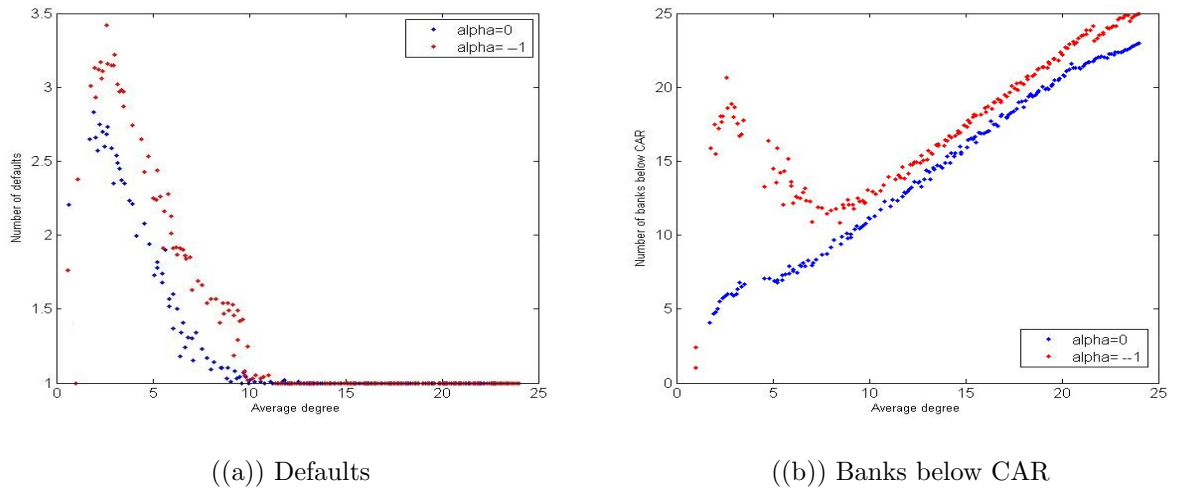 3.5
3
2.5
2
1.5
1
0
5
10
15
20
25
Number of defaults
Average degree
alpha=0
alpha= --1
25
20
15
10
5
0
0
5
10
15
20
25
Number of banks below CAR
Average degree
alpha=0
alpha= --1
((a)) Defaults
((b)) Banks below CAR